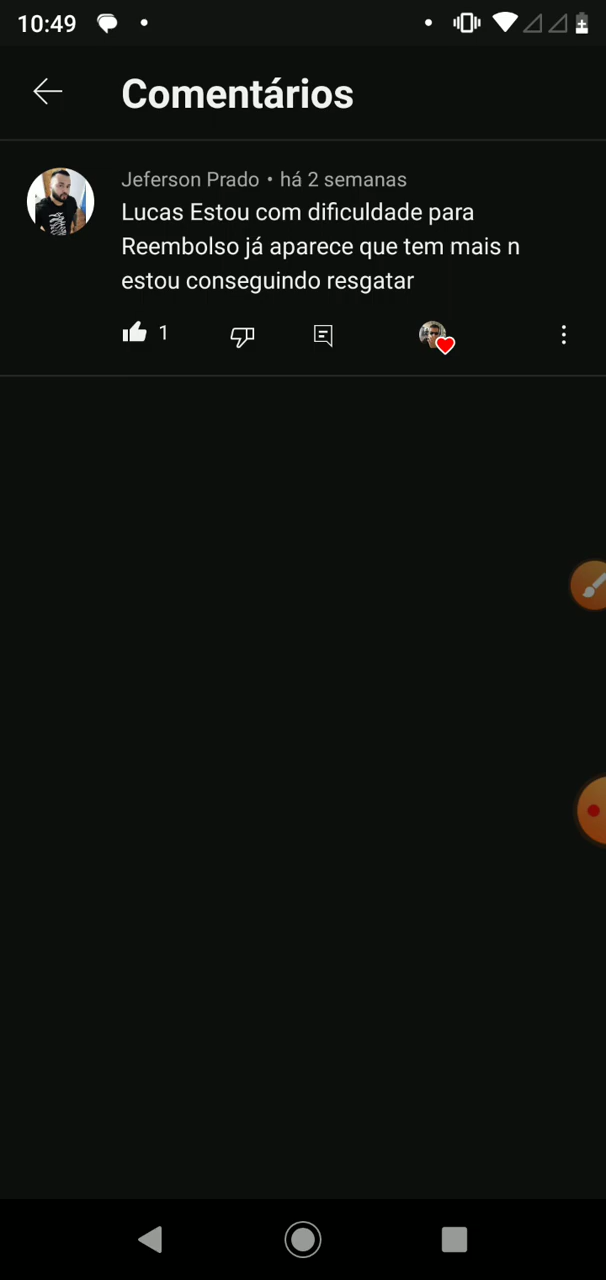 10:49
Comentários
Jeferson Prado • há 2 semanas
Lucas Estou com dificuldade para
Reembolso já aparece que tem mais n
estou conseguindo resgatar
1